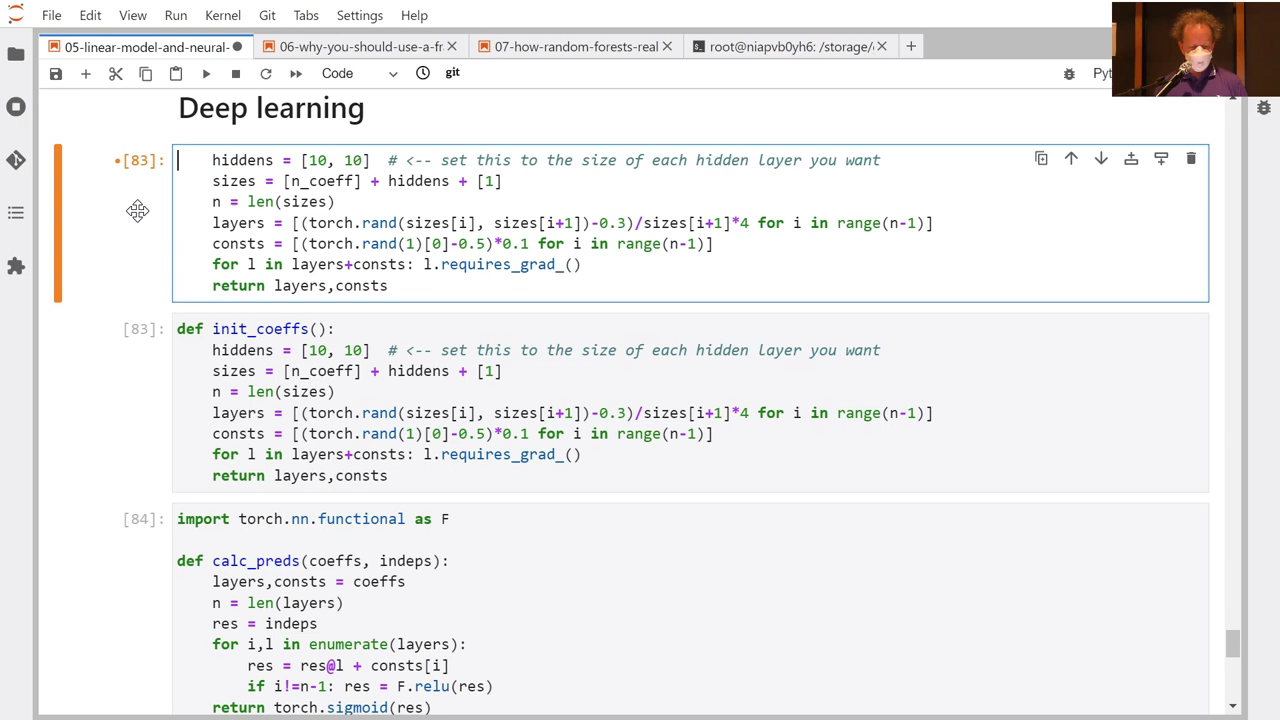 File Edit View Run Kernel Git Tabs Settings Help
05-linear-model-and-neural- 06-why-you-should-use-a-fr 07-how-random-forests-real root@niapvb0yh6: /storage/
Code git
Deep learning
[83]: hiddens = [10, 10]  # <-- set this to the size of each hidden layer you want
sizes = [n_coeff] + hiddens + [1]
n = len(sizes)
layers = [(torch.rand(sizes[i], sizes[i+1])-0.3)/sizes[i+1]*4 for i in range(n-1)]
consts = [(torch.rand(1)[0]-0.5)*0.1 for i in range(n-1)]
for l in layers+consts: l.requires_grad_()
return layers,consts
[83]: def init_coeffs():
hiddens = [10, 10]  # <-- set this to the size of each hidden layer you want
sizes = [n_coeff] + hiddens + [1]
n = len(sizes)
layers = [(torch.rand(sizes[i], sizes[i+1])-0.3)/sizes[i+1]*4 for i in range(n-1)]
consts = [(torch.rand(1)[0]-0.5)*0.1 for i in range(n-1)]
for l in layers+consts: l.requires_grad_()
return layers,consts
[84]: import torch.nn.functional as F
def calc_preds(coeffs, indeps):
layers,consts = coeffs
n = len(layers)
res = indeps
for i,l in enumerate(layers):
res = res@l + consts[i]
if i!=n-1: res = F.relu(res)
return torch.sigmoid(res)